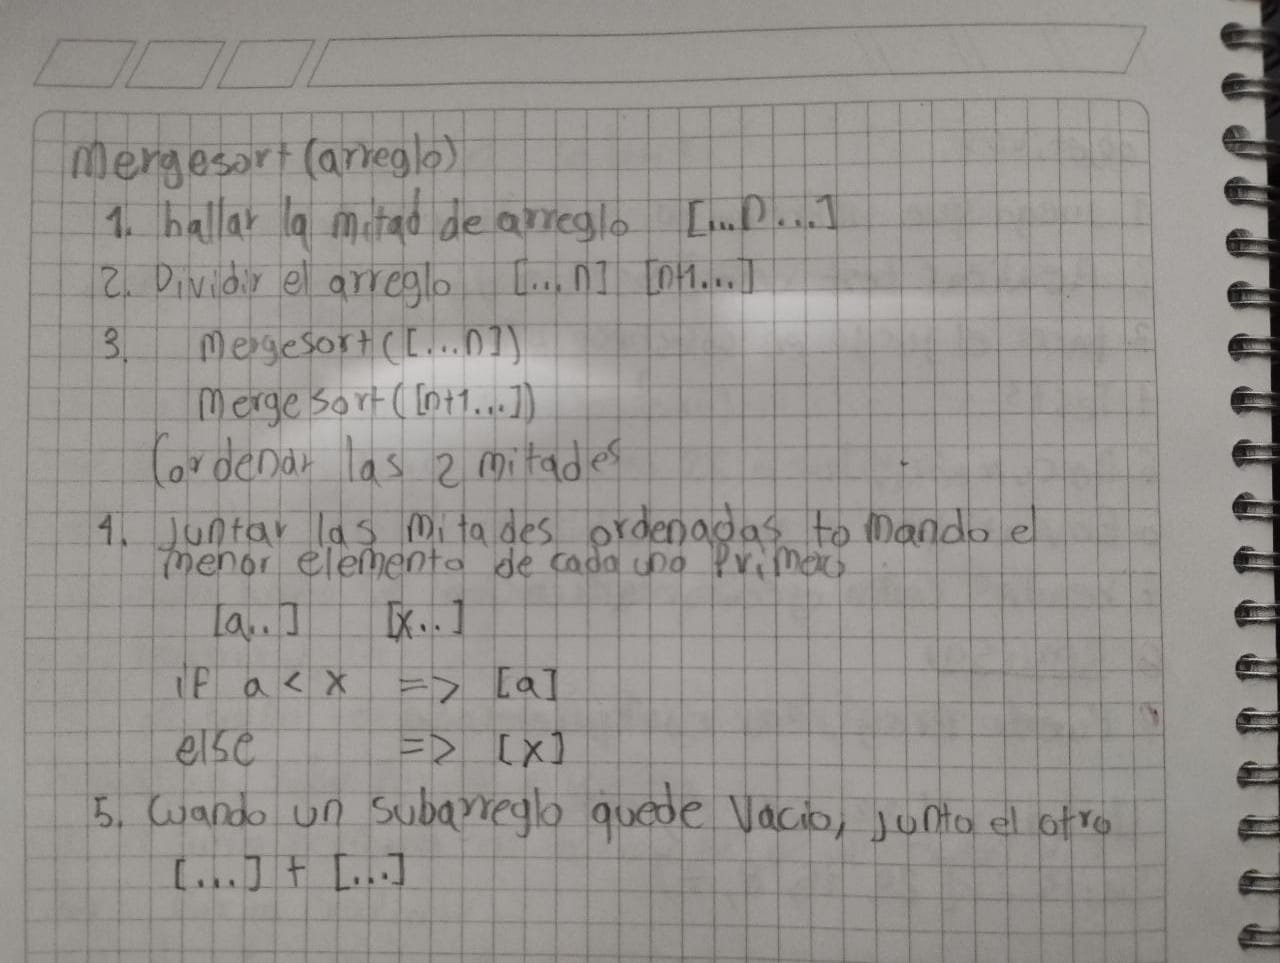 mergesort (arreglo)
1. hallar la mitad de arreglo [...n...]
2. Dividir el arreglo [...n] [n+1...]
3. mergesort ([...n])
mergesort ([n+1...])
(ordenar las 2 mitades
4. Juntar las mitades ordenadas tomando el
menor elemento de cada uno primero
[a..] [x..]
if a < x => [a]
else => [x]
5. Cuando un subarreglo quede vacio, junto el otro
[...] + [...]